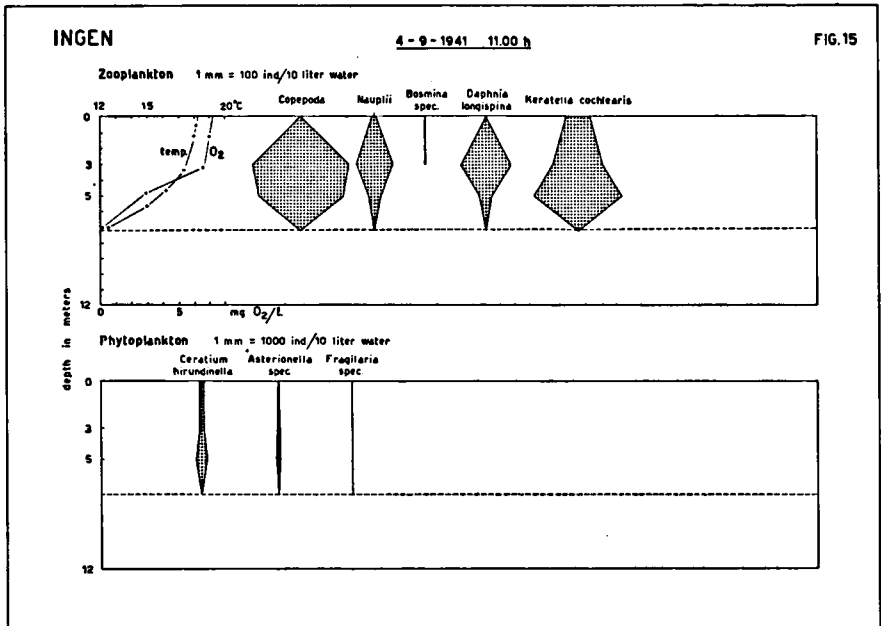 INGEN 4-9-1941 11.00 h FIG.15
Zooplankton 1 mm = 100 ind/10 liter water
12 15 20°C Copepoda Nauplii Bosmina spec. Daphnia longispina Keratella cochlearis
0
temp. O2
3
5
12
0 5 mg O2/L
depth in meters
Phytoplankton 1 mm = 1000 ind/10 liter water
Ceratium hirundinella Asterionella spec Fragilaria spec.
0
3
5
12